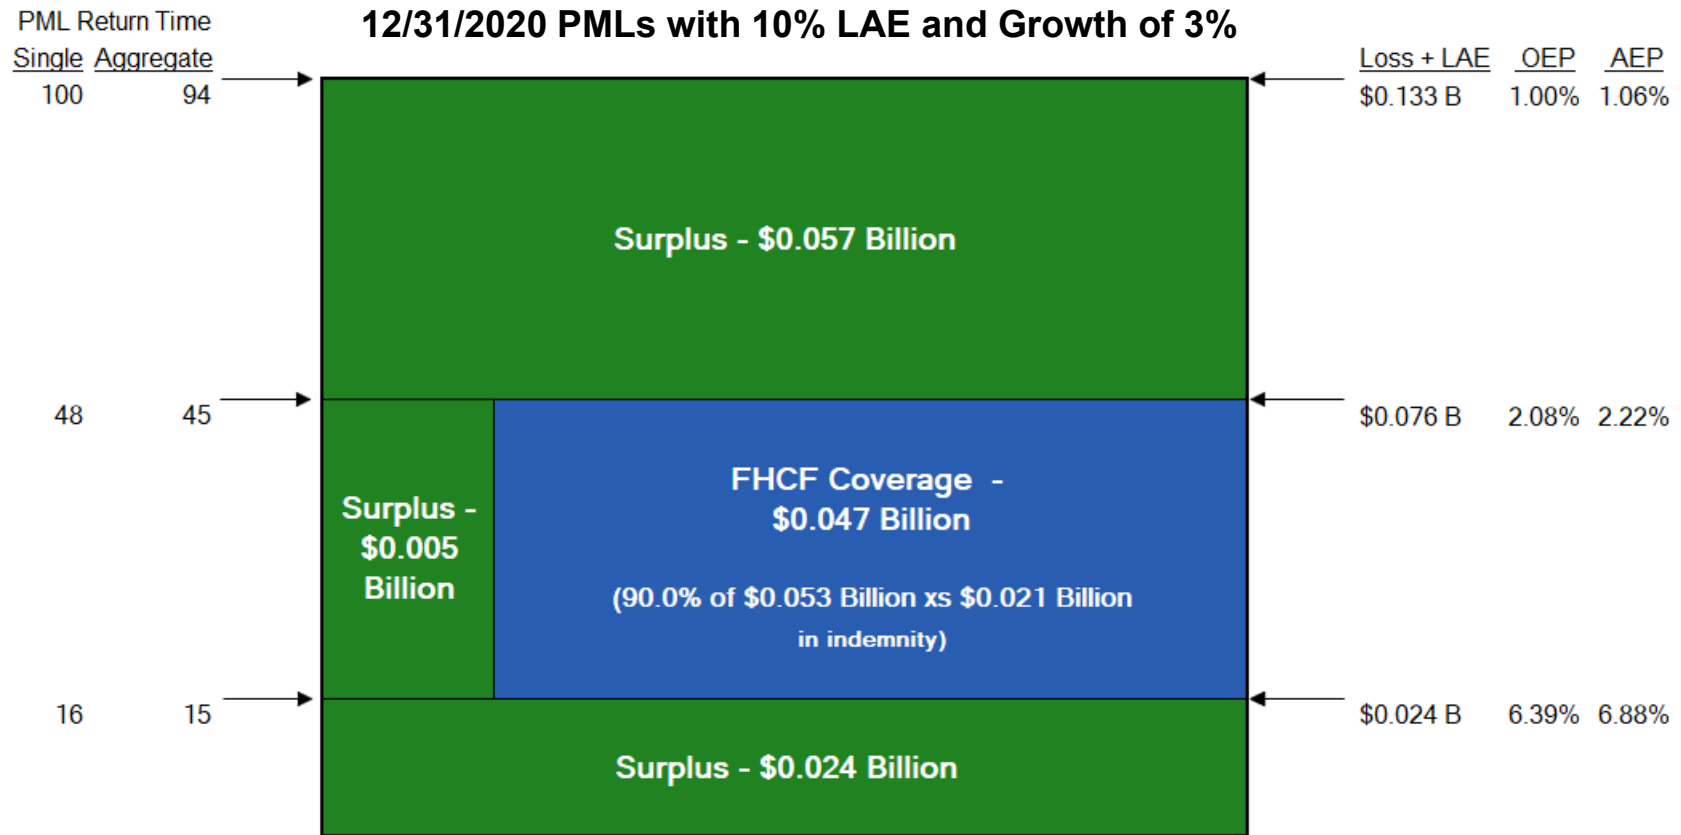 12/31/2020 PMLs with 10% LAE and Growth of 3%
PML Return Time
Single Aggregate
Loss + LAE OEP AEP
100 94
$0.133 B 1.00% 1.06%
Surplus - $0.057 Billion
48 45
$0.076 B 2.08% 2.22%
Surplus -
$0.005
Billion
FHCF Coverage -
$0.047 Billion
(90.0% of $0.053 Billion xs $0.021 Billion
in indemnity)
16 15
$0.024 B 6.39% 6.88%
Surplus - $0.024 Billion